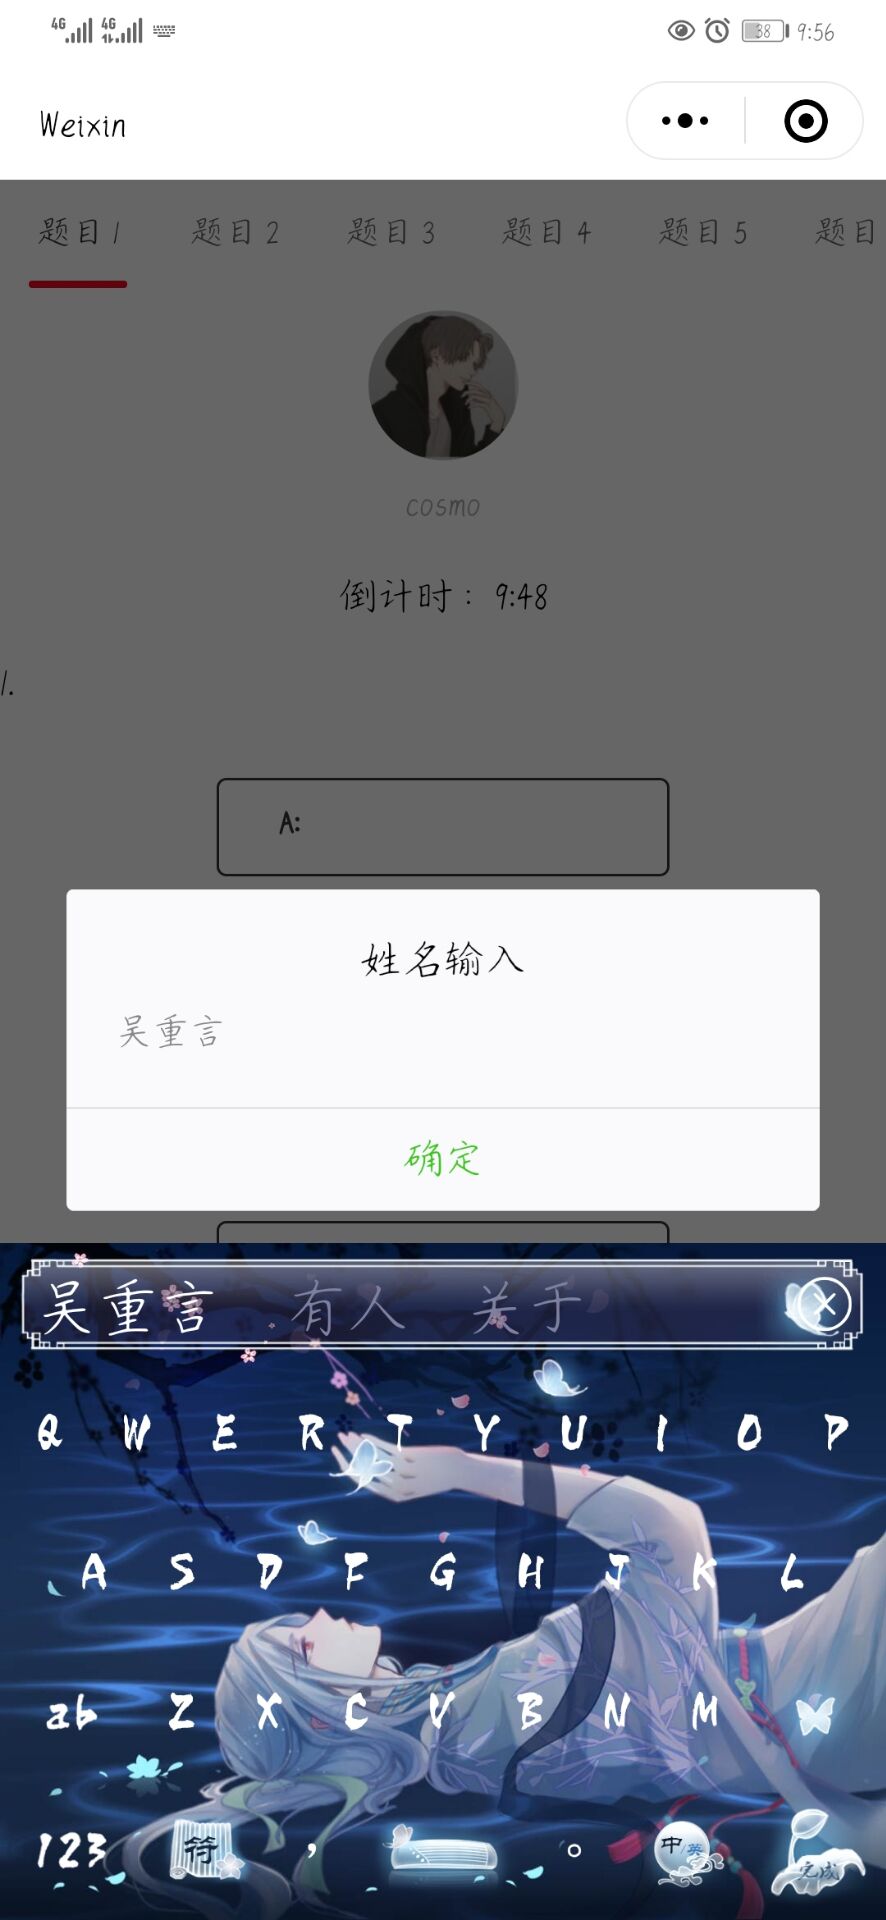 4G 4G 38 9:56
Weixin
题目1 题目2 题目3 题目4 题目5 题目
cosmo
倒计时：9:48
1.
A:
姓名输入
吴重言
确定
吴重言 有人 关于
Q W E R T Y U I O P
A S D F G H J K L
ab Z X C V B N M
123 符 ， 。 中/英 完成